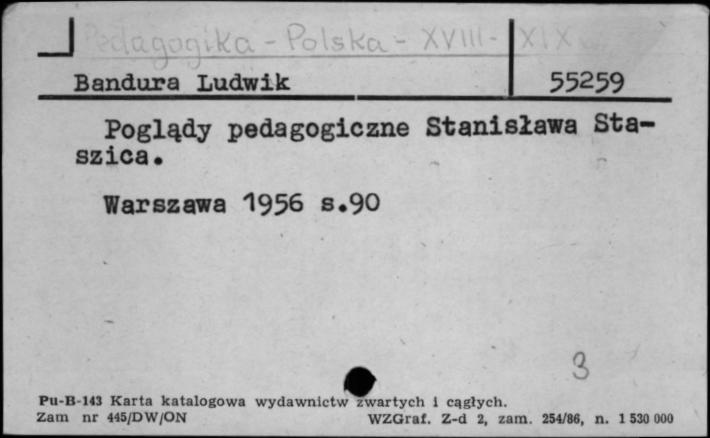 Pedagogika - Polska - XVIII - XIX
Bandura Ludwik 55259
Poglądy pedagogiczne Stanisława Sta-
szica.
Warszawa 1956 s.90
3
Pu-B-143 Karta katalogowa wydawnictw zwartych i cągłych.
Zam nr 445/DW/ON WZGraf. Z-d 2, zam. 254/86, n. 1 530 000